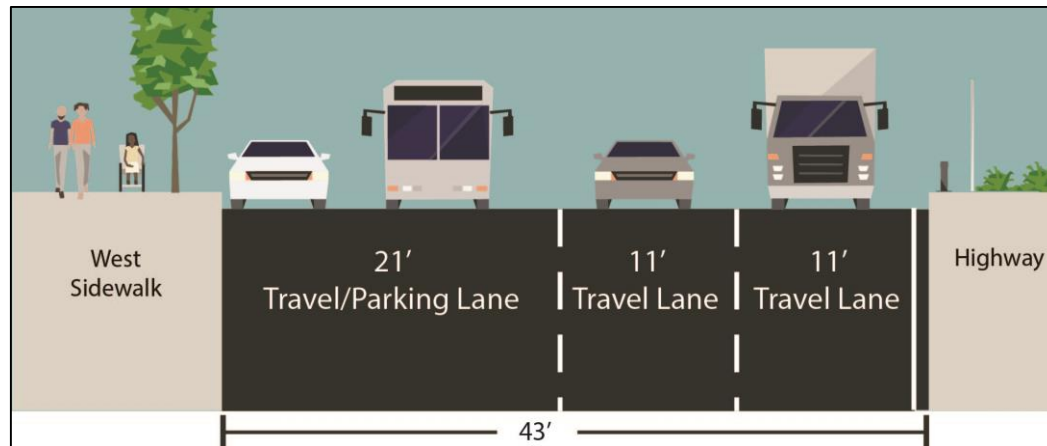 West
Sidewalk
21’
Travel/Parking Lane
11’
Travel Lane
11’
Travel Lane
Highway
43’